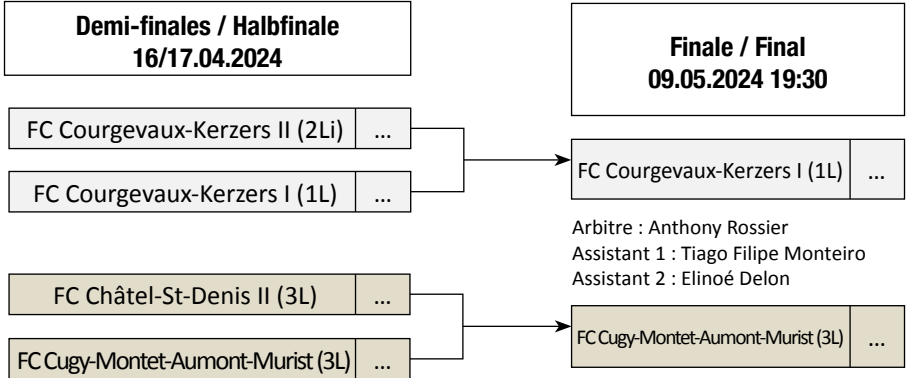 Demi-finales / Halbfinale
16/17.04.2024
FC Courgevaux-Kerzers II (2Li) ...
FC Courgevaux-Kerzers I (1L) ...
FC Châtel-St-Denis II (3L) ...
FC Cugy-Montet-Aumont-Murist (3L) ...
Finale / Final
09.05.2024 19:30
FC Courgevaux-Kerzers I (1L) ...
Arbitre : Anthony Rossier
Assistant 1 : Tiago Filipe Monteiro
Assistant 2 : Elinoé Delon
FC Cugy-Montet-Aumont-Murist (3L) ...